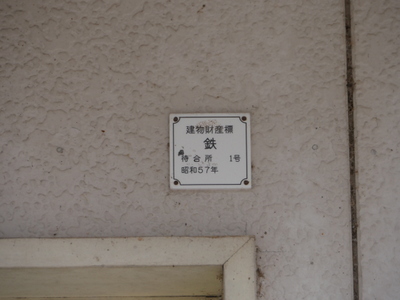 建物財産標
鉄
待合所 1号
昭和57年